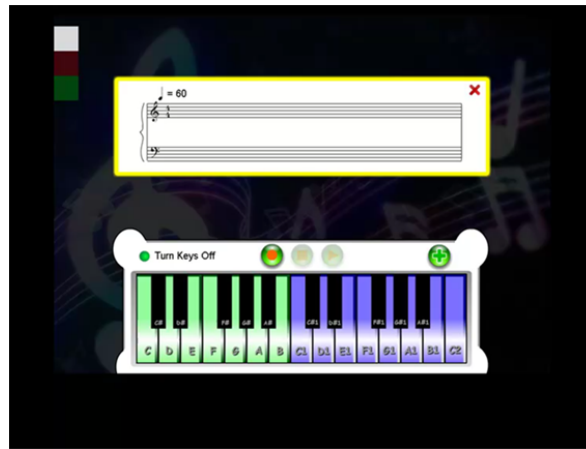 = 60
Turn Keys Off
C# D# F# G# A# C#1 D#1 F#1 G#1 A#1
C D E F G A B C1 D1 E1 F1 G1 A1 B1 C2